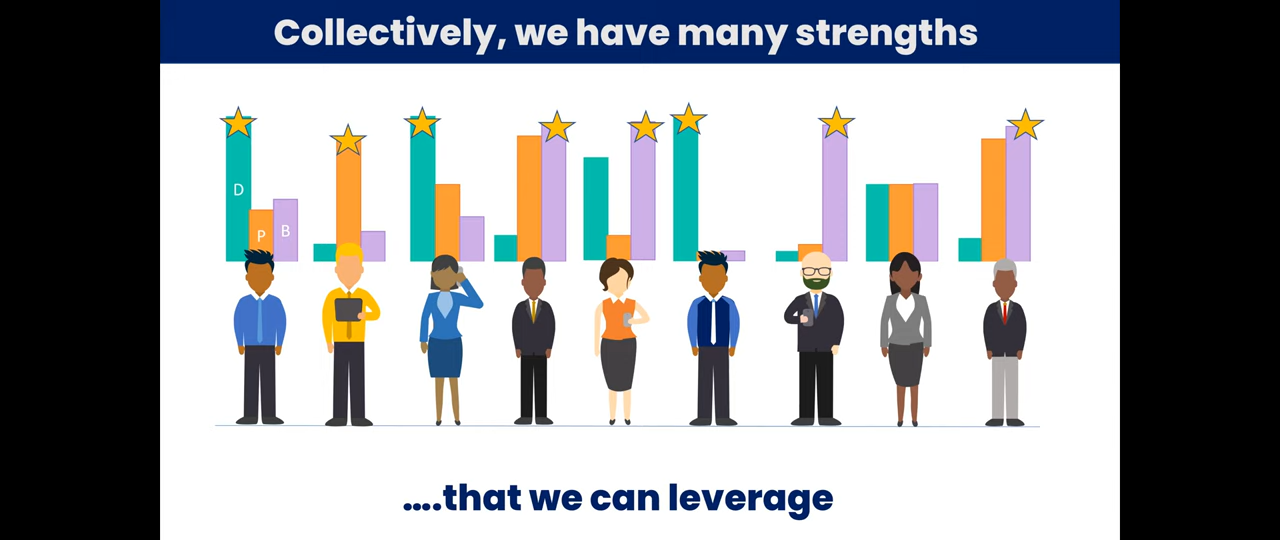 Collectively, we have many strengths
D
P
B
....that we can leverage